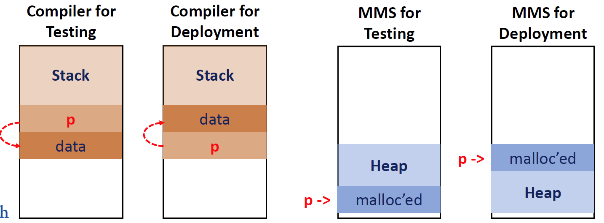 Compiler for
Testing
Stack
p
data
Compiler for
Deployment
Stack
data
p
MMS for
Testing
Heap
p -> malloc'ed
MMS for
Deployment
p -> malloc'ed
Heap
h